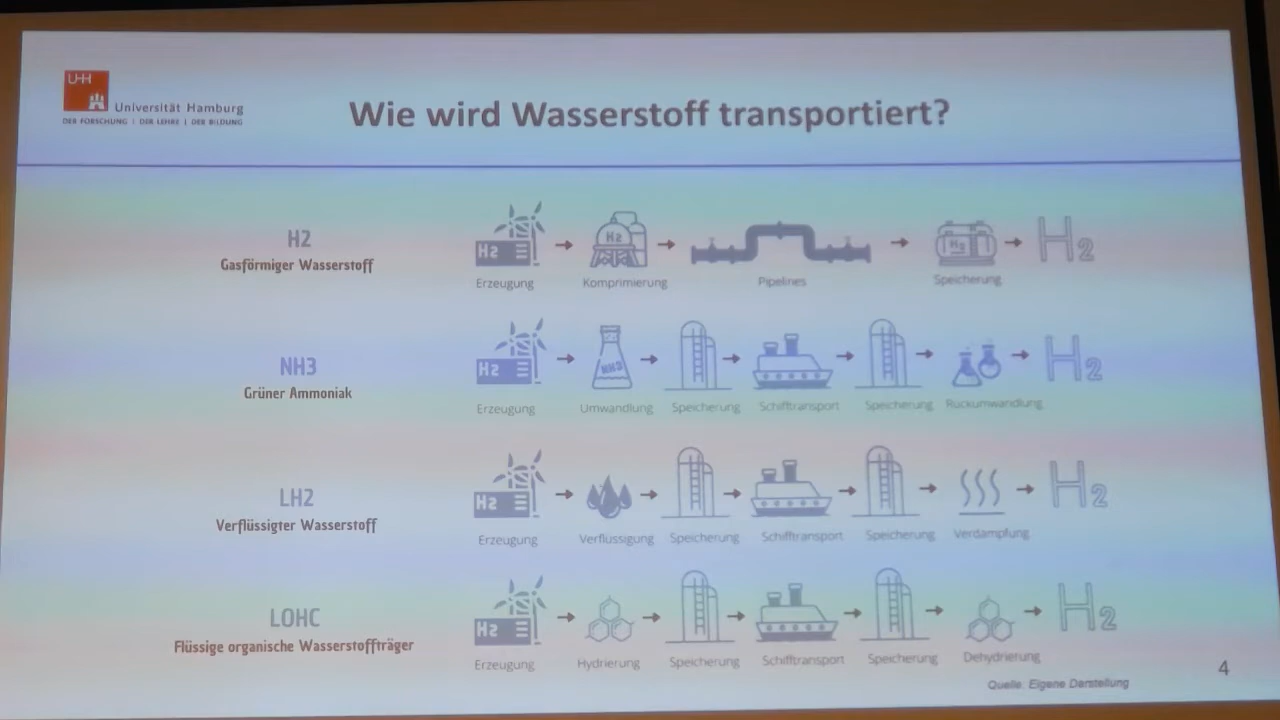 UHH
Universität Hamburg
DER FORSCHUNG | DER LEHRE | DER BILDUNG
Wie wird Wasserstoff transportiert?
H2
Gasförmiger Wasserstoff
H2 H2 H2 H2
Erzeugung Komprimierung Pipelines Speicherung
NH3
Grüner Ammoniak
H2 NH3 H2
Erzeugung Umwandlung Speicherung Schifftransport Speicherung Rückumwandlung
LH2
Verflüssigter Wasserstoff
H2 H2
Erzeugung Verflüssigung Speicherung Schifftransport Speicherung Verdampfung
LOHC
Flüssige organische Wasserstoffträger
H2 H2
Erzeugung Hydrierung Speicherung Schifftransport Speicherung Dehydrierung
Quelle: Eigene Darstellung
4